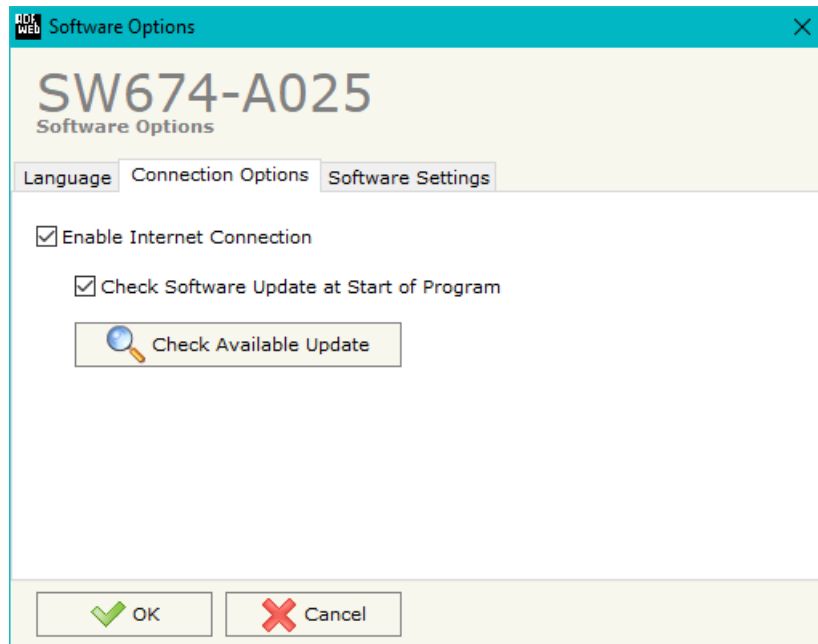 ADF
WEB
Software Options
SW674-A025
Software Options
Language Connection Options Software Settings
Enable Internet Connection
Check Software Update at Start of Program
Check Available Update
OK Cancel